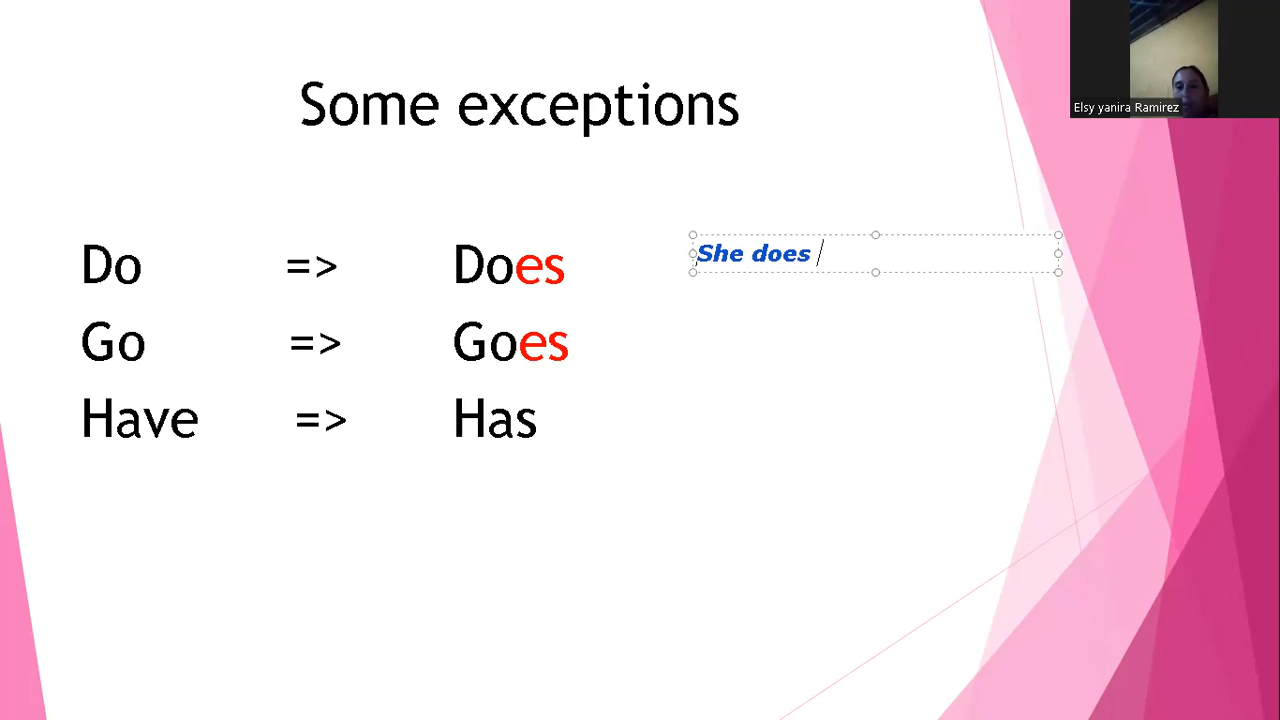 Elsy yanira Ramirez
Some exceptions
Do => Does
She does
Go => Goes
Have => Has